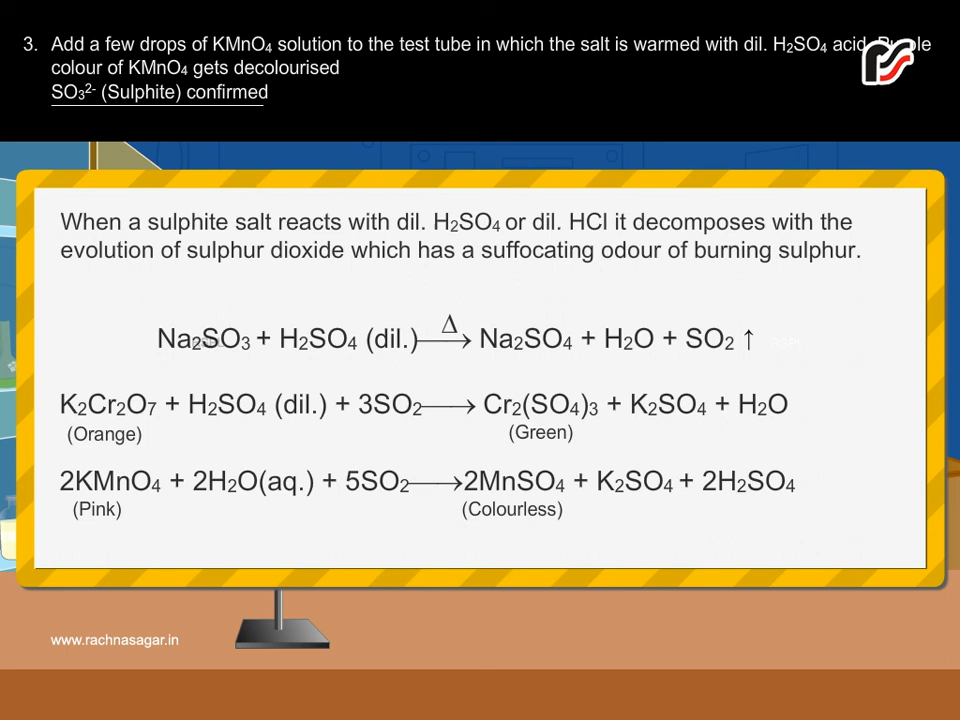 3. Add a few drops of KMnO₄ solution to the test tube in which the salt is warmed with dil. H₂SO₄ acid.
colour of KMnO₄ gets decolourised
SO₃²⁻ (Sulphite) confirmed
When a sulphite salt reacts with dil. H₂SO₄ or dil. HCl it decomposes with the
evolution of sulphur dioxide which has a suffocating odour of burning sulphur.
Na₂SO₃ + H₂SO₄ (dil.) —Δ→ Na₂SO₄ + H₂O + SO₂ ↑
K₂Cr₂O₇ + H₂SO₄ (dil.) + 3SO₂ ⟶ Cr₂(SO₄)₃ + K₂SO₄ + H₂O
(Orange) (Green)
2KMnO₄ + 2H₂O(aq.) + 5SO₂ ⟶ 2MnSO₄ + K₂SO₄ + 2H₂SO₄
(Pink) (Colourless)
www.rachnasagar.in